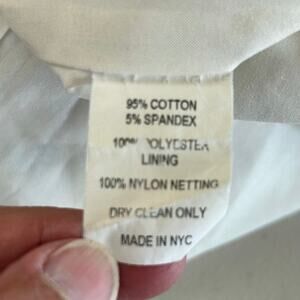 95% COTTON
5% SPANDEX
100% POLYESTER
LINING
100% NYLON NETTING
DRY CLEAN ONLY
MADE IN NYC